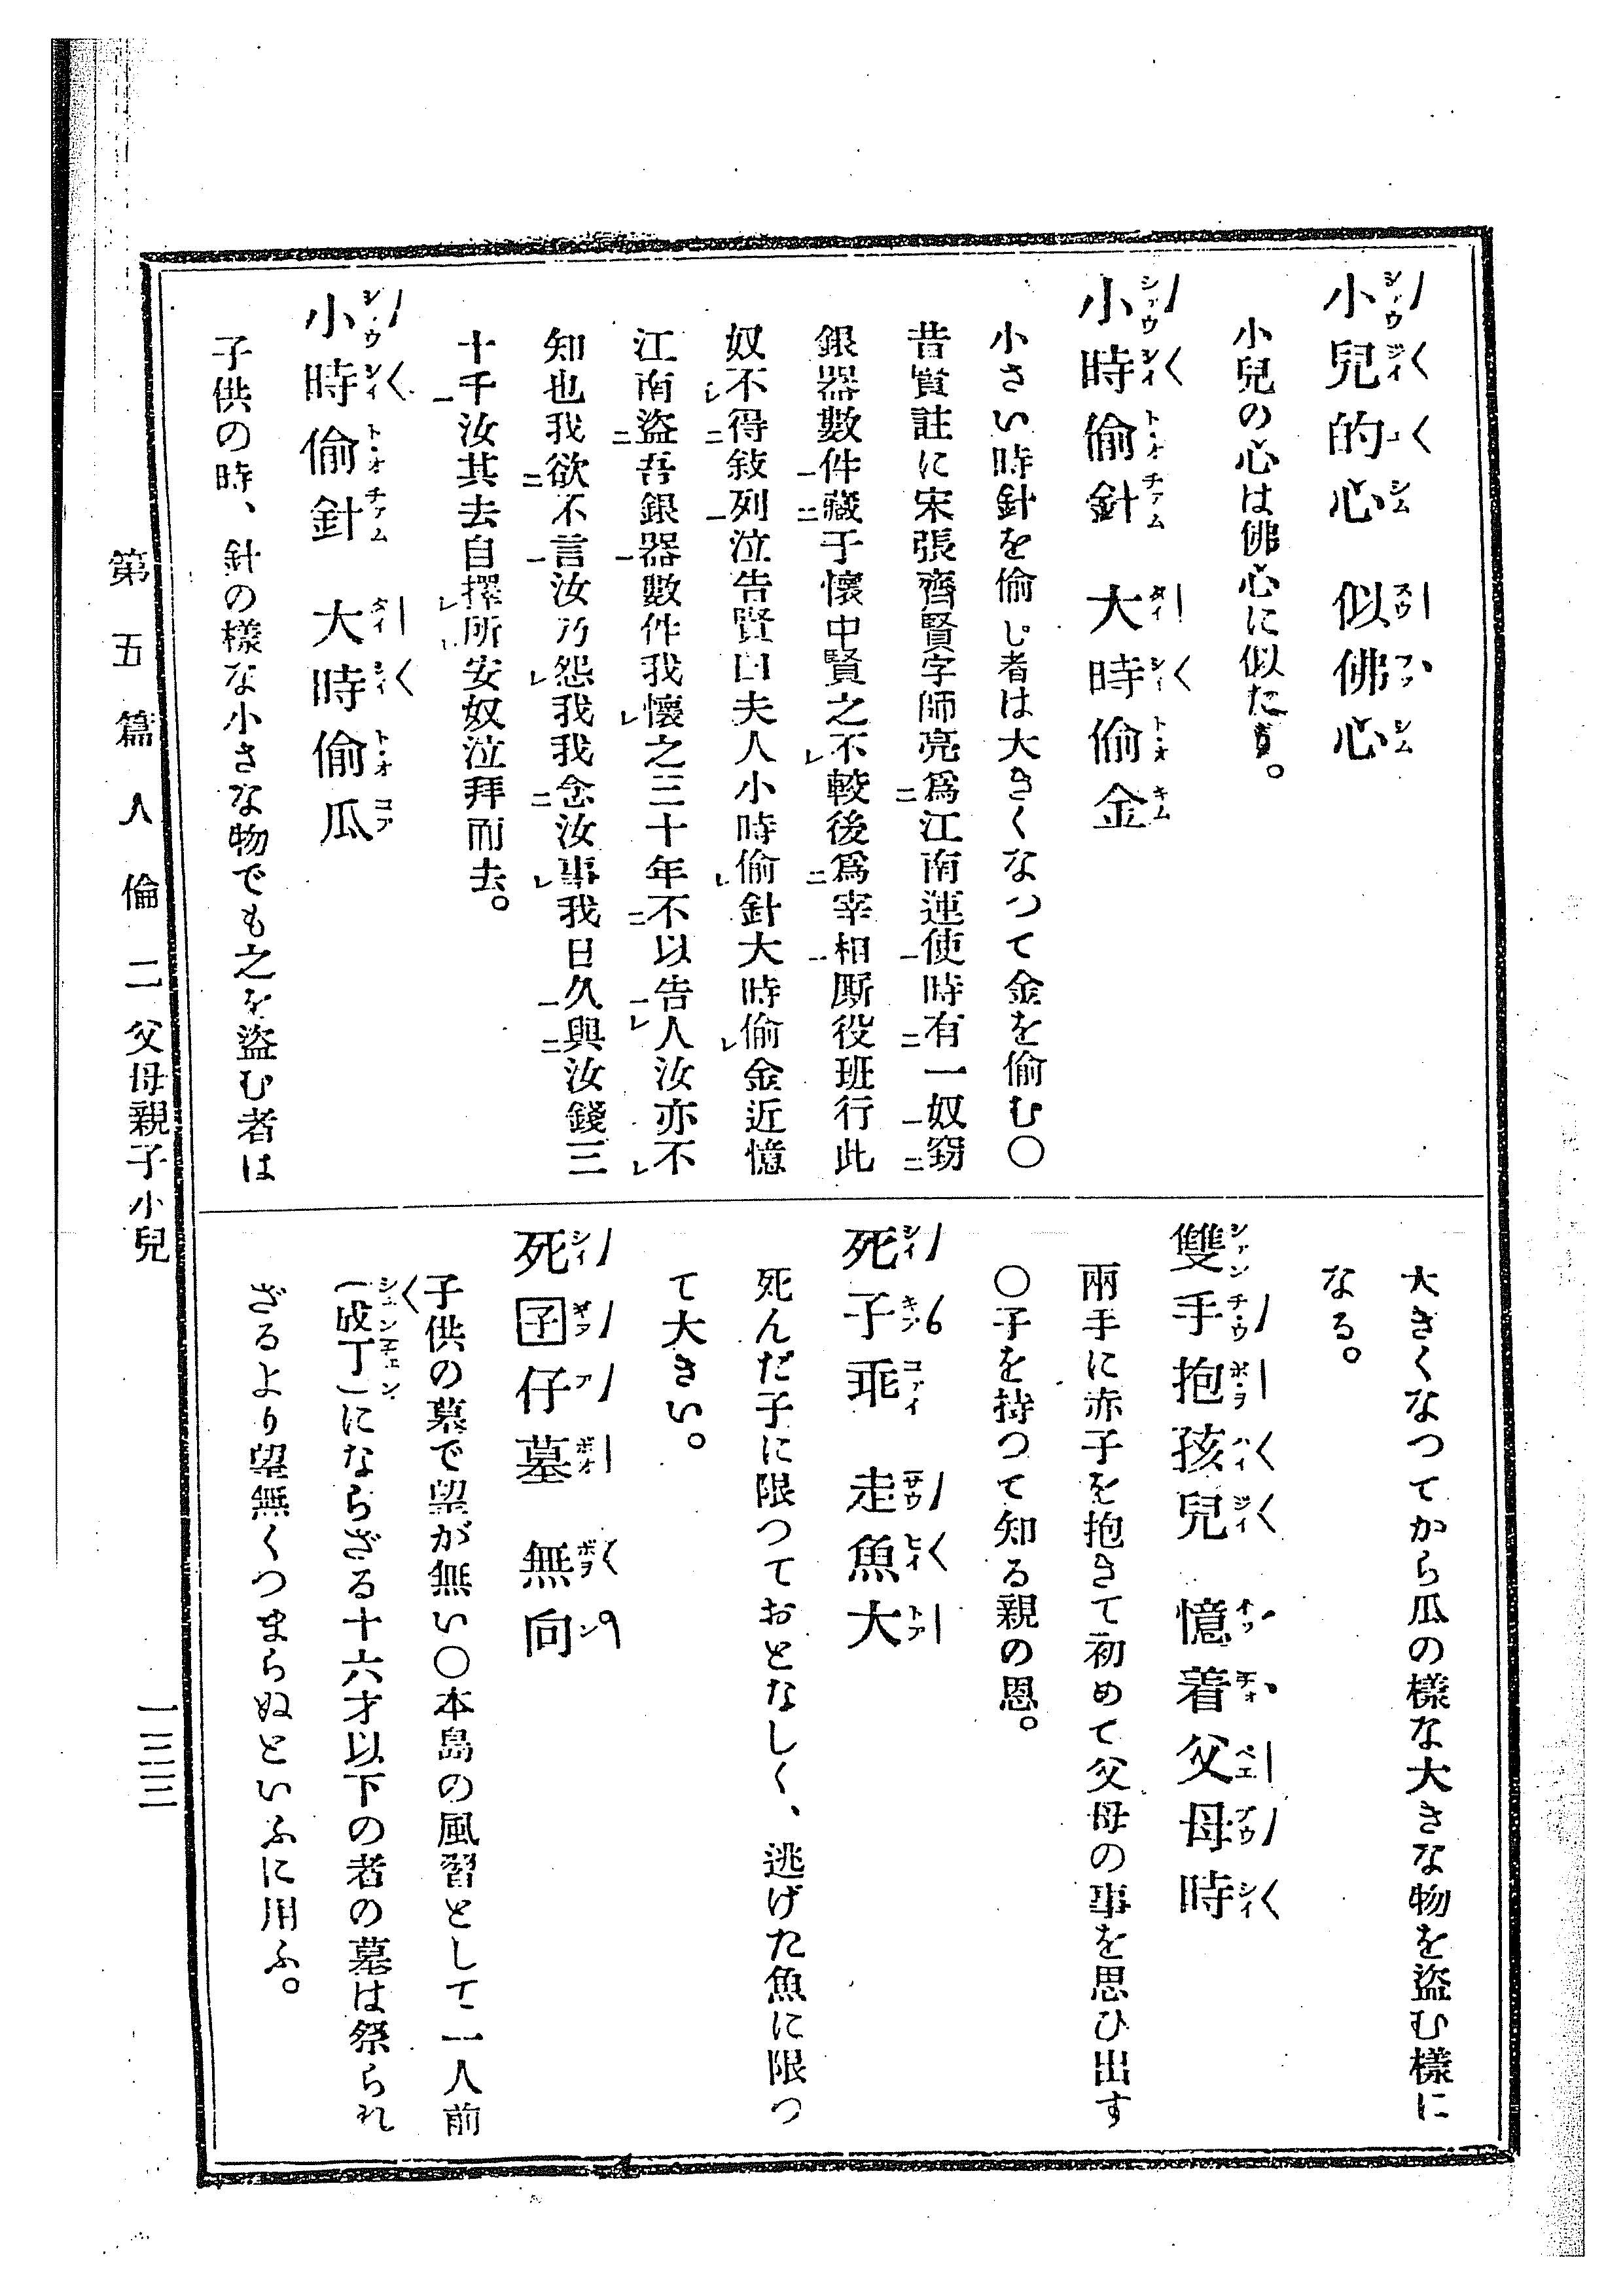 小兒的心 似佛心
小兒の心は佛心に似たり。
小時偷針 大時偷金
小さい時針を偷し者は大きくなつて金を偷む〇
昔賢註に宋張齊賢字師亮爲江南運使時有一奴竊
銀器數件藏于懷中賢之不較後爲宰相厮役班行此
奴不得敍列泣告賢曰夫人小時偷針大時偷金近憶
江南盜吾銀器數件我懷之三十年不以告人汝亦不
知也我欲不言汝乃怨我我念汝事我日久與汝錢三
十千汝其去自擇所安奴泣拜而去。
小時偷針 大時偷瓜
子供の時、針の樣な小さな物でも之を盜む者は
大きくなつてから瓜の樣な大きな物を盜む樣に
なる。
雙手抱孩兒 憶着父母時
兩手に赤子を抱きて初めて父母の事を思ひ出す
〇子を持つて知る親の恩。
死子乖 走魚大
死んだ子に限つておとなしく、逃げた魚に限つ
て大きい。
死囝仔墓 無向
子供の墓で望が無い〇本島の風習として一人前
(成丁)にならざる十六才以下の者の墓は祭られ
ざるより望無くつまらぬといふに用ふ。
第五篇 人倫 二 父母親子小兒
一三三